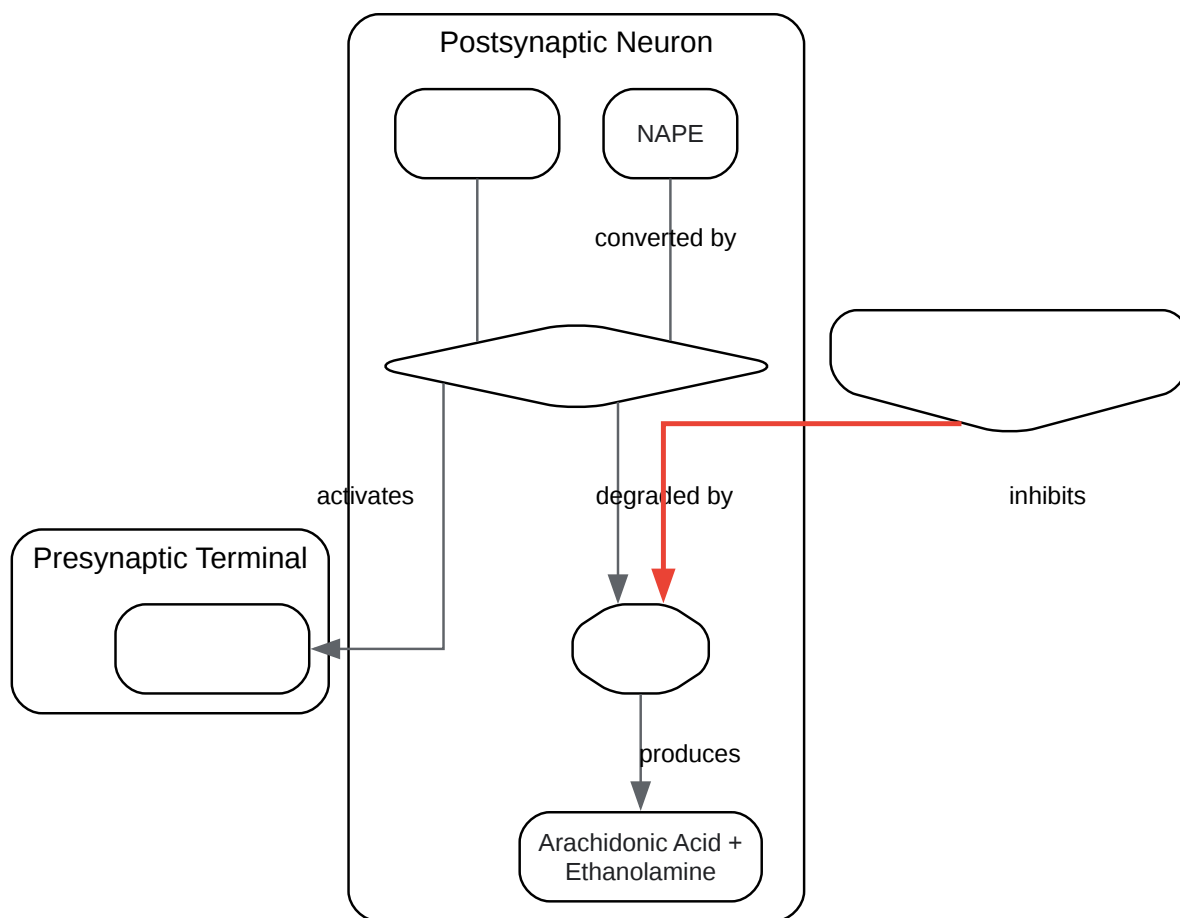 Postsynaptic Neuron
NAPE
converted by
activates
degraded by
inhibits
Presynaptic Terminal
produces
Arachidonic Acid +
Ethanolamine